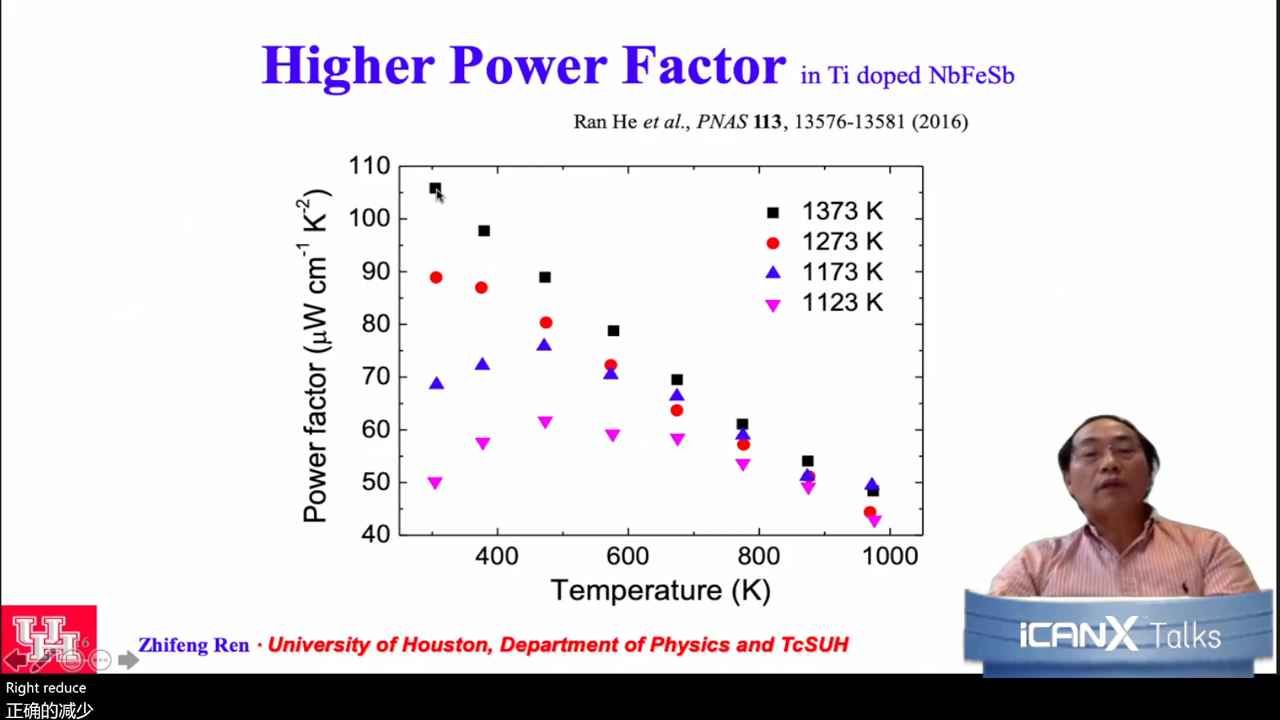 Higher Power Factor in Ti doped NbFeSb
Ran He et al., PNAS 113, 13576-13581 (2016)
110
100
90
80
70
60
50
40
Power factor (μW cm⁻¹ K⁻²)
1373 K
1273 K
1173 K
1123 K
400 600 800 1000
Temperature (K)
UH
6
Zhifeng Ren · University of Houston, Department of Physics and TcSUH
iCANX Talks
Right reduce
正确的减少